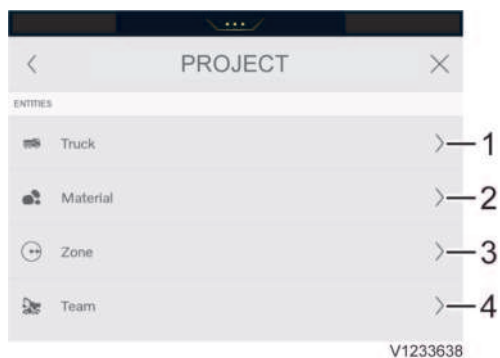 PROJECT
ENTITIES
Truck 1
Material 2
Zone 3
Team 4
V1233638